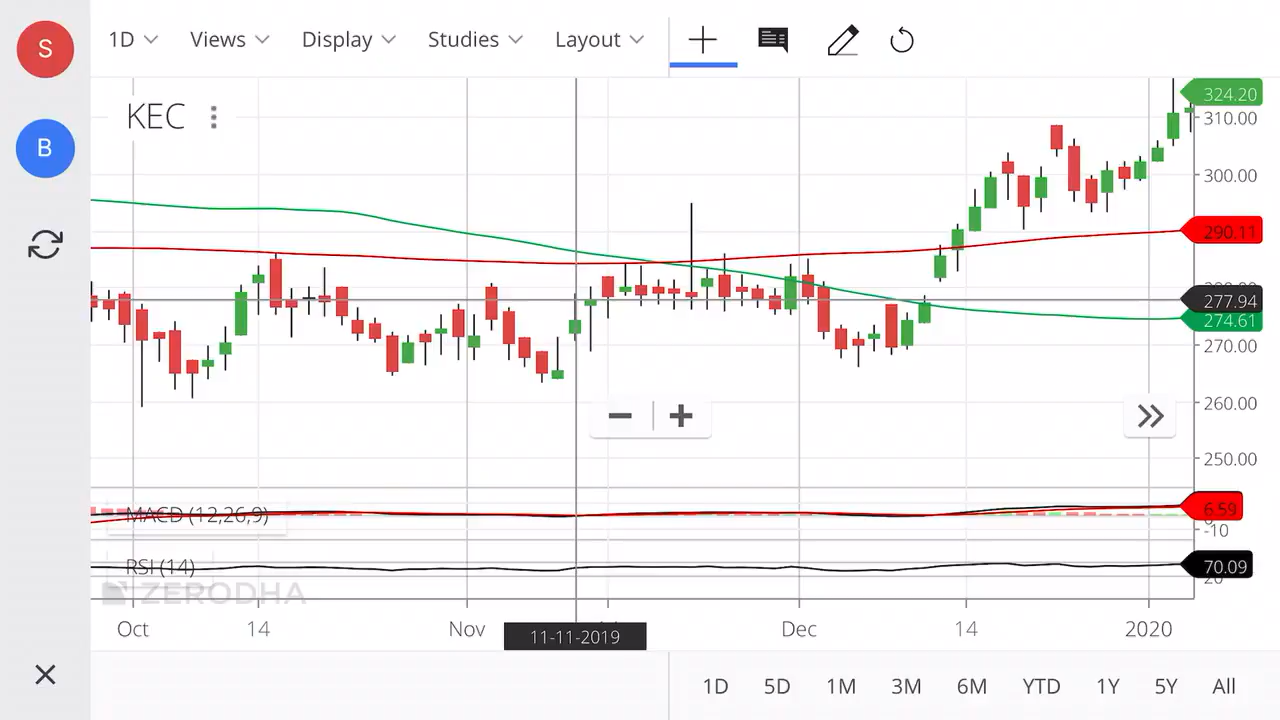 S
B
1D Views Display Studies Layout
KEC
324.20
310.00
300.00
290.11
277.94
274.61
270.00
260.00
250.00
MACD (12,26,9)
6.59
-10
RSI (14)
70.09
20
ZERODHA
Oct 14 Nov Dec 14 2020
11-11-2019
1D 5D 1M 3M 6M YTD 1Y 5Y All